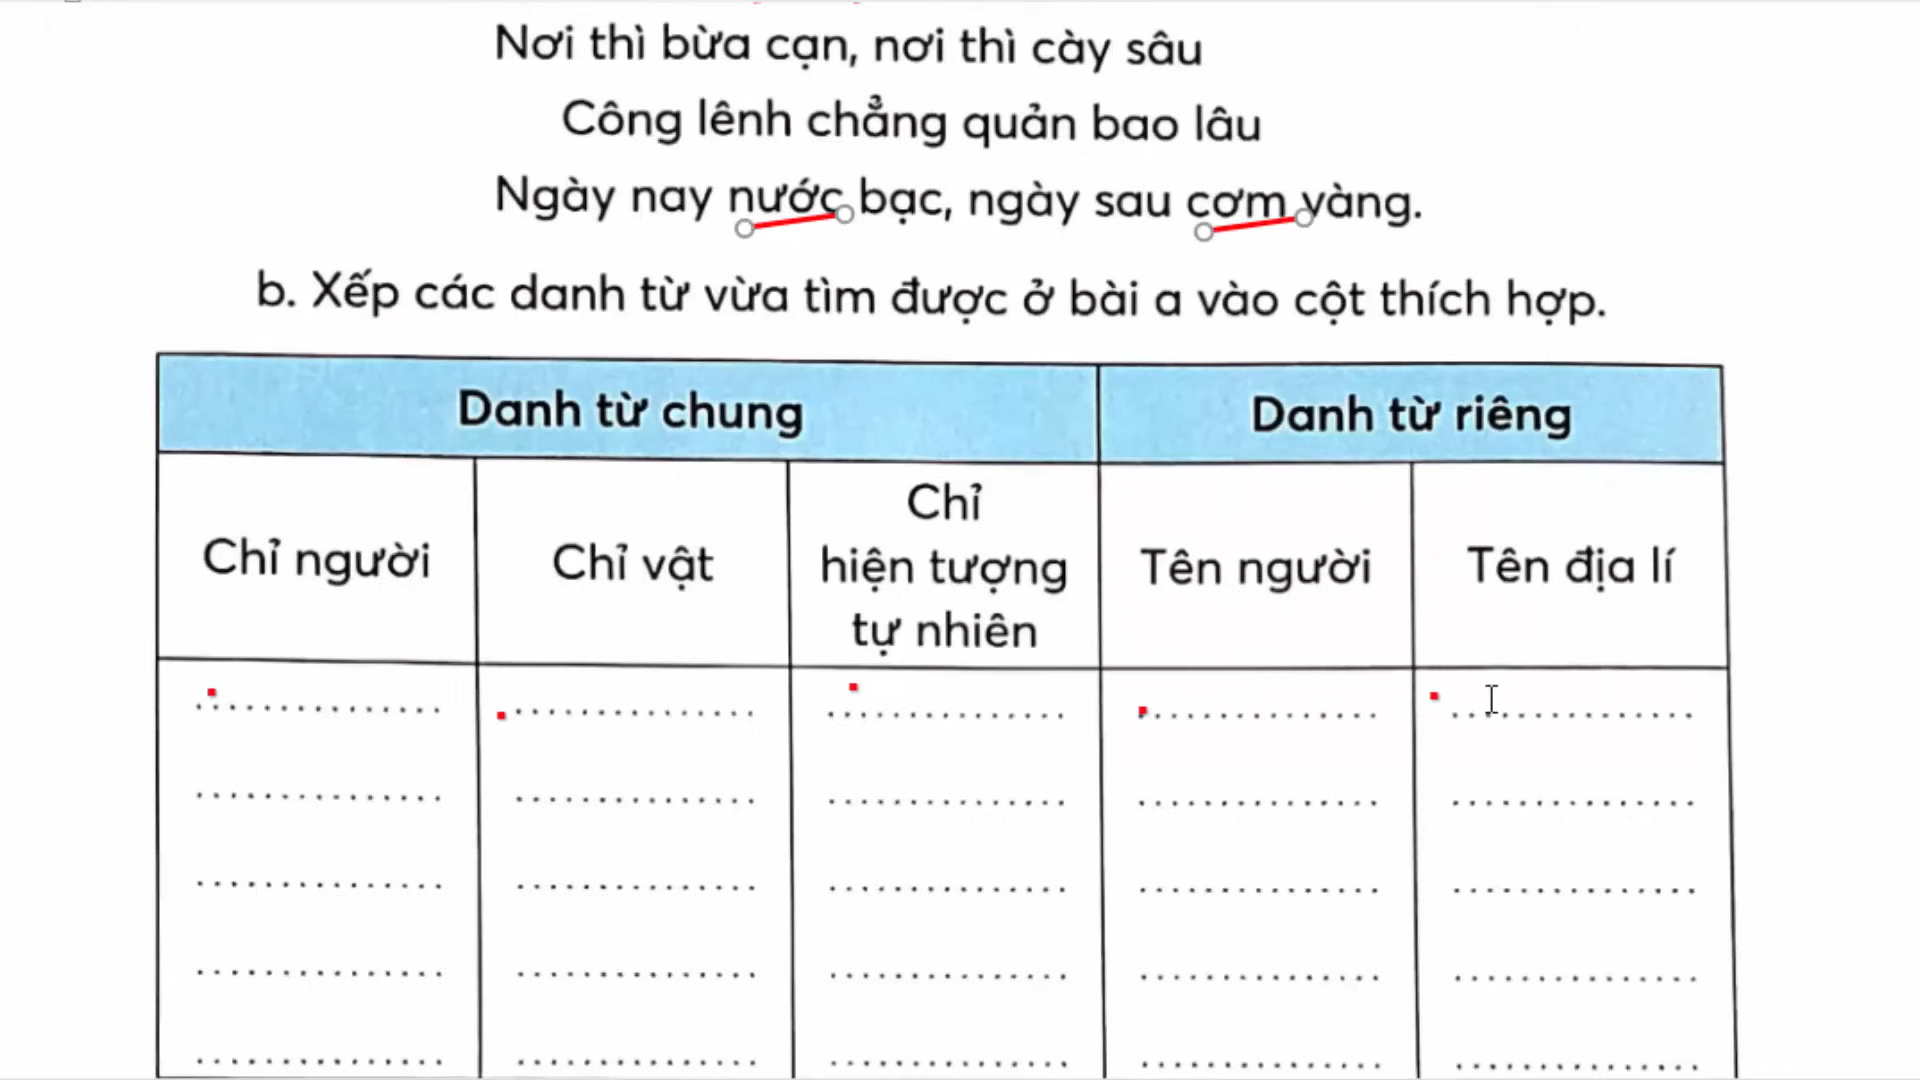 Nơi thì bừa cạn, nơi thì cày sâu
Công lênh chẳng quản bao lâu
Ngày nay nước bạc, ngày sau cơm vàng.
b. Xếp các danh từ vừa tìm được ở bài a vào cột thích hợp.
Danh từ chung
Danh từ riêng
Chỉ người
Chỉ vật
Chỉ
hiện tượng
tự nhiên
Tên người
Tên địa lí